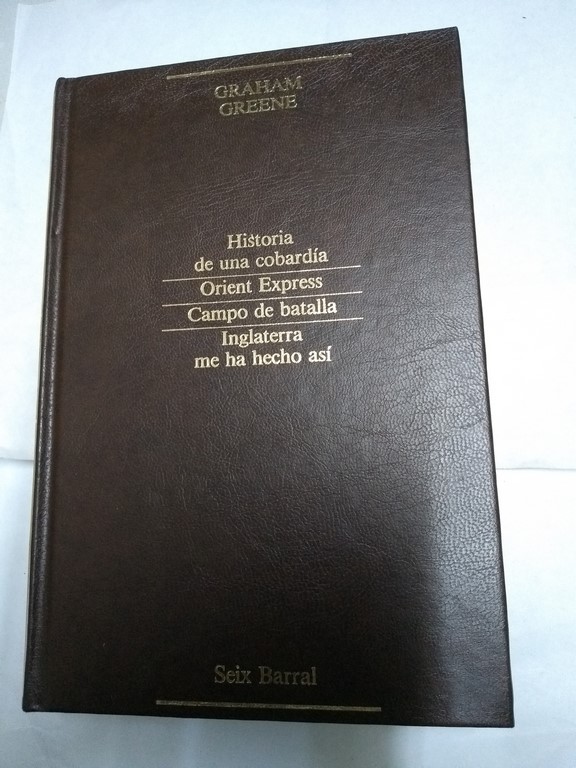 GRAHAM
GREENE
Historia
de una cobardía
Orient Express
Campo de batalla
Inglaterra
me ha hecho así
Seix Barral